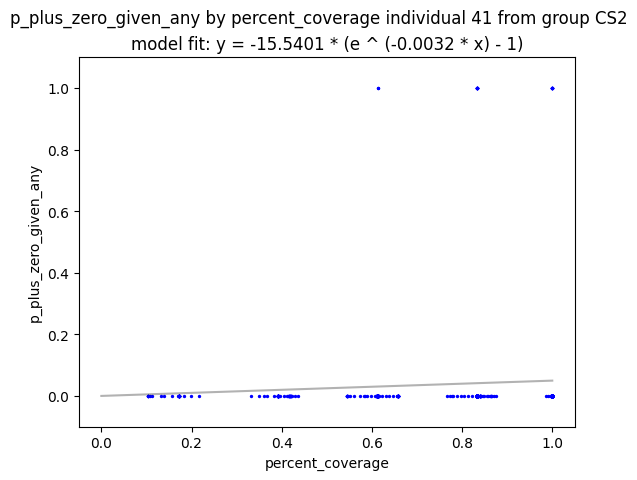 p_plus_zero_given_any by percent_coverage individual 41 from group CS2
model fit: y = -15.5401 * (e ^ (-0.0032 * x) - 1)
1.0
0.8
0.6
0.4
0.2
0.0
p_plus_zero_given_any
0.0 0.2 0.4 0.6 0.8 1.0
percent_coverage